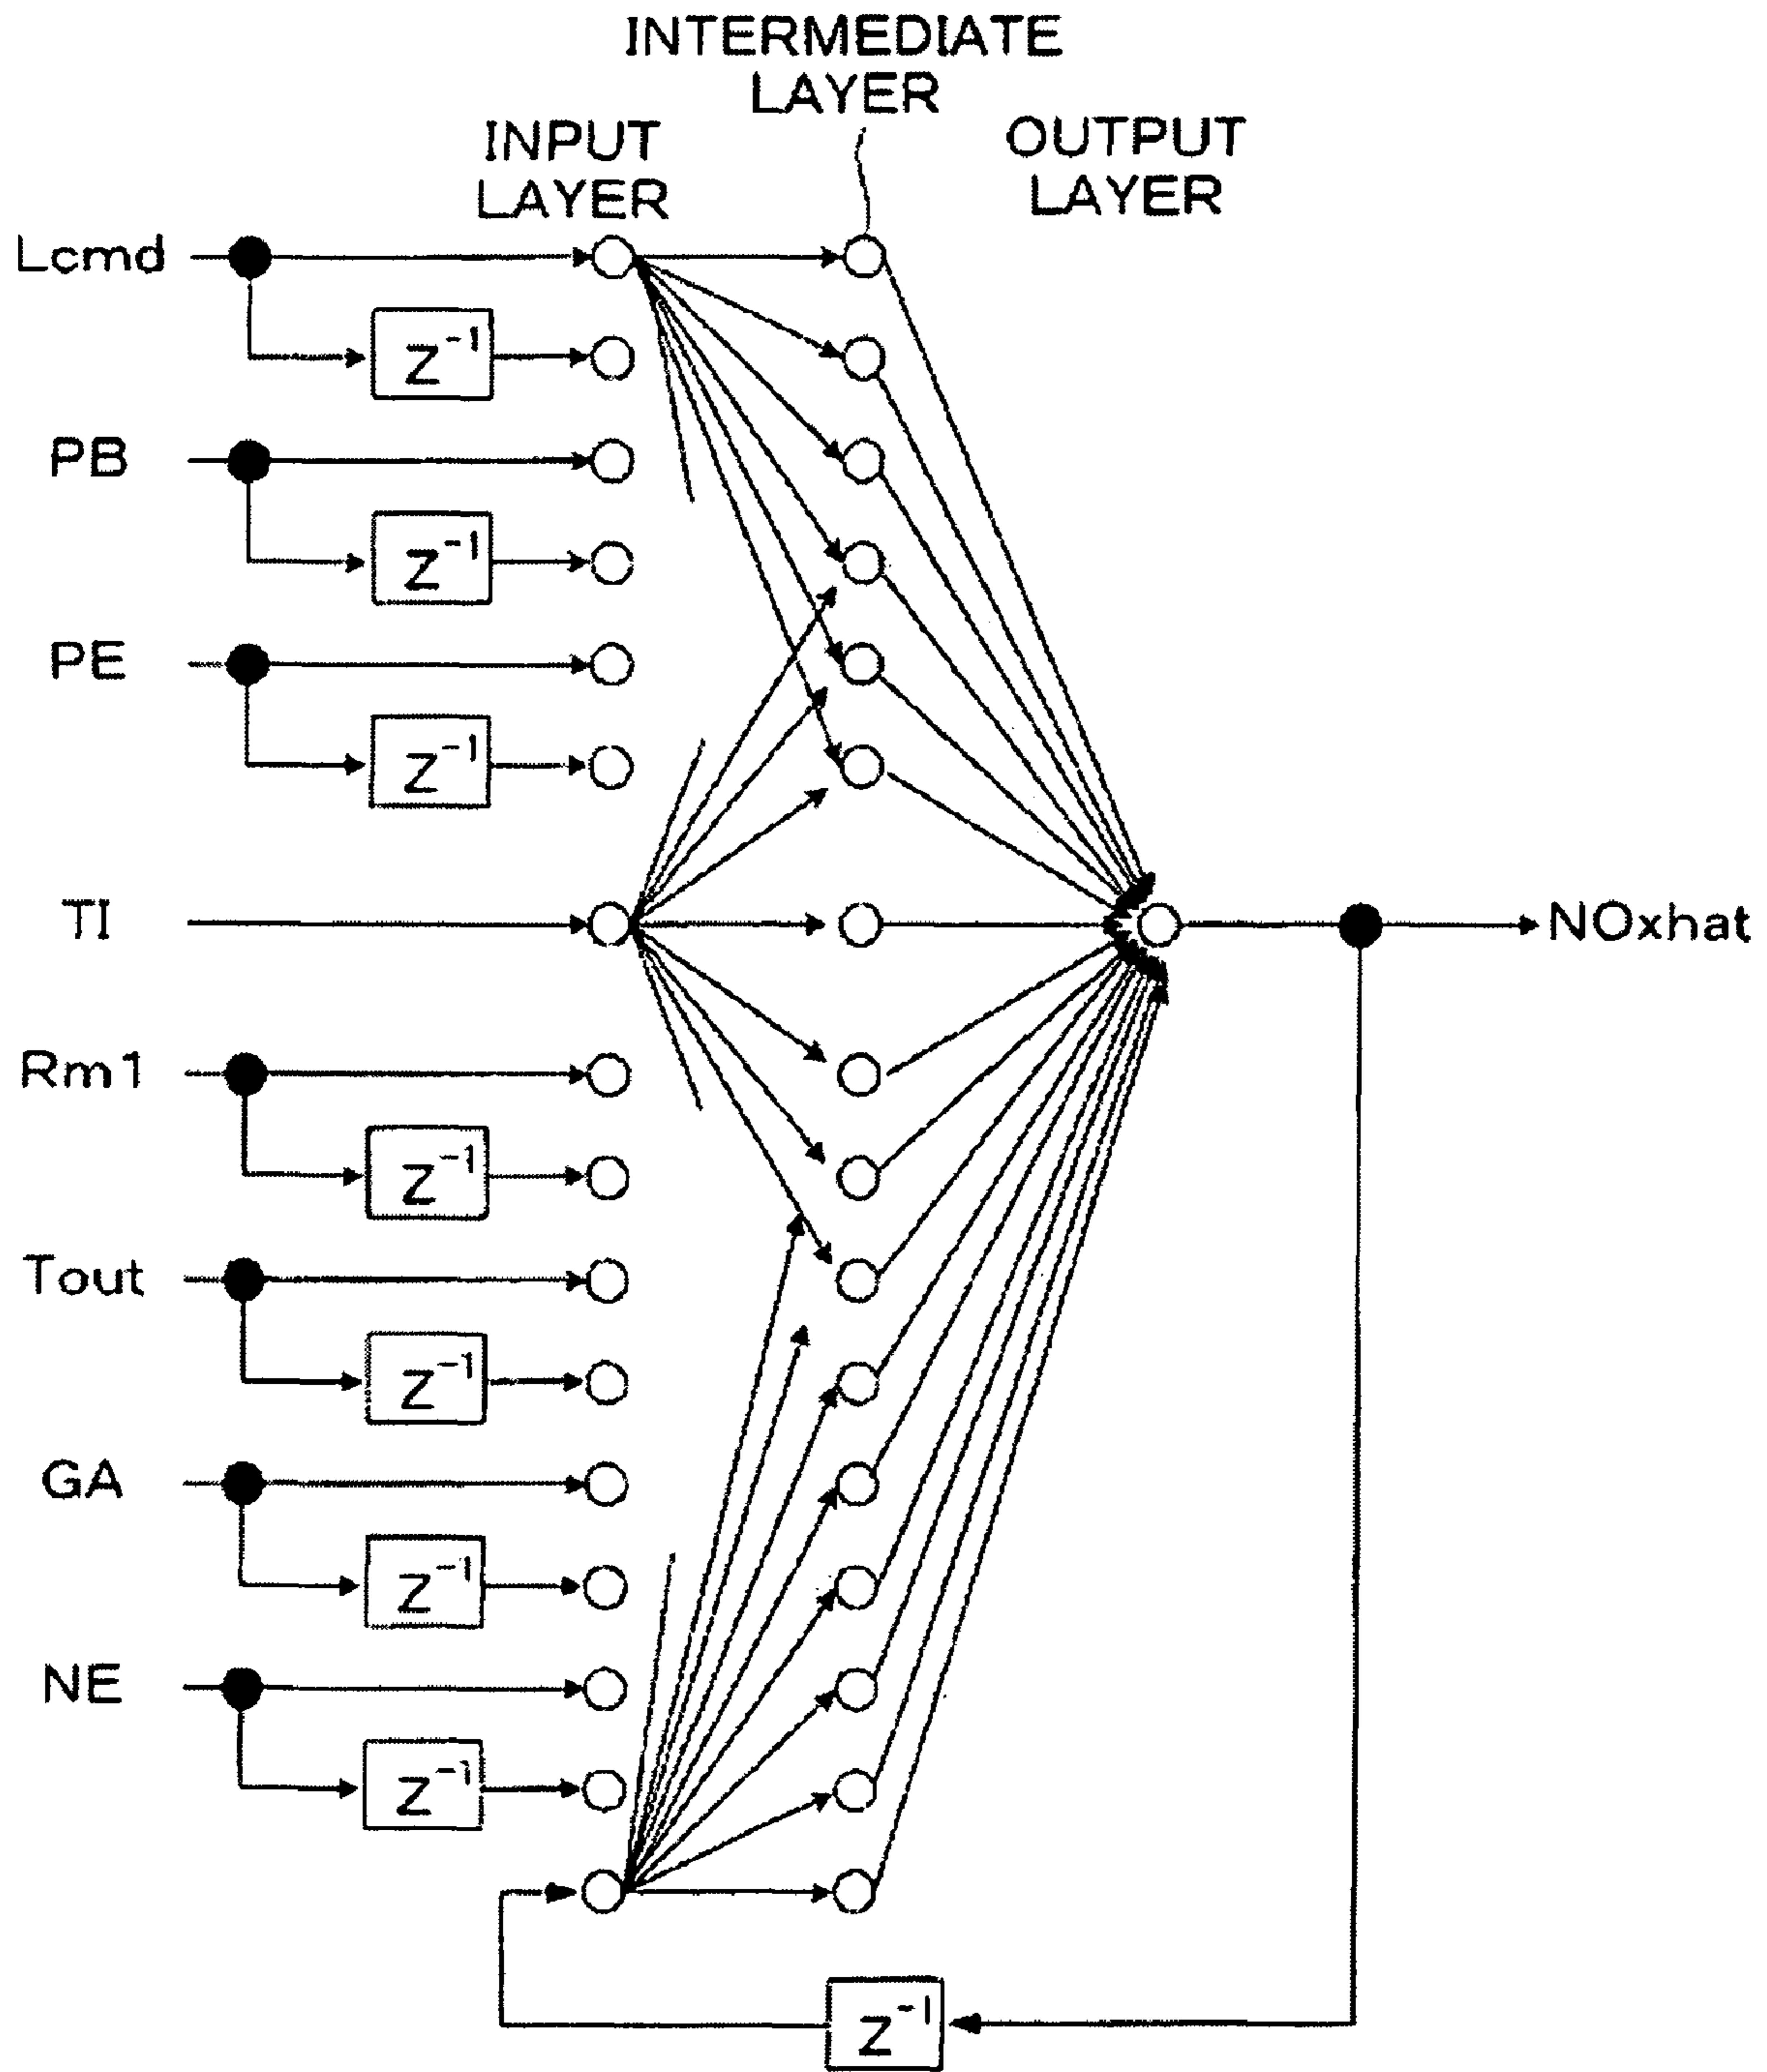 INTERMEDIATE
LAYER
INPUT
LAYER
OUTPUT
LAYER
Lcmd
z⁻¹
PB
z⁻¹
PE
z⁻¹
TI
NOxhat
Rm1
z⁻¹
Tout
z⁻¹
GA
z⁻¹
NE
z⁻¹
z⁻¹